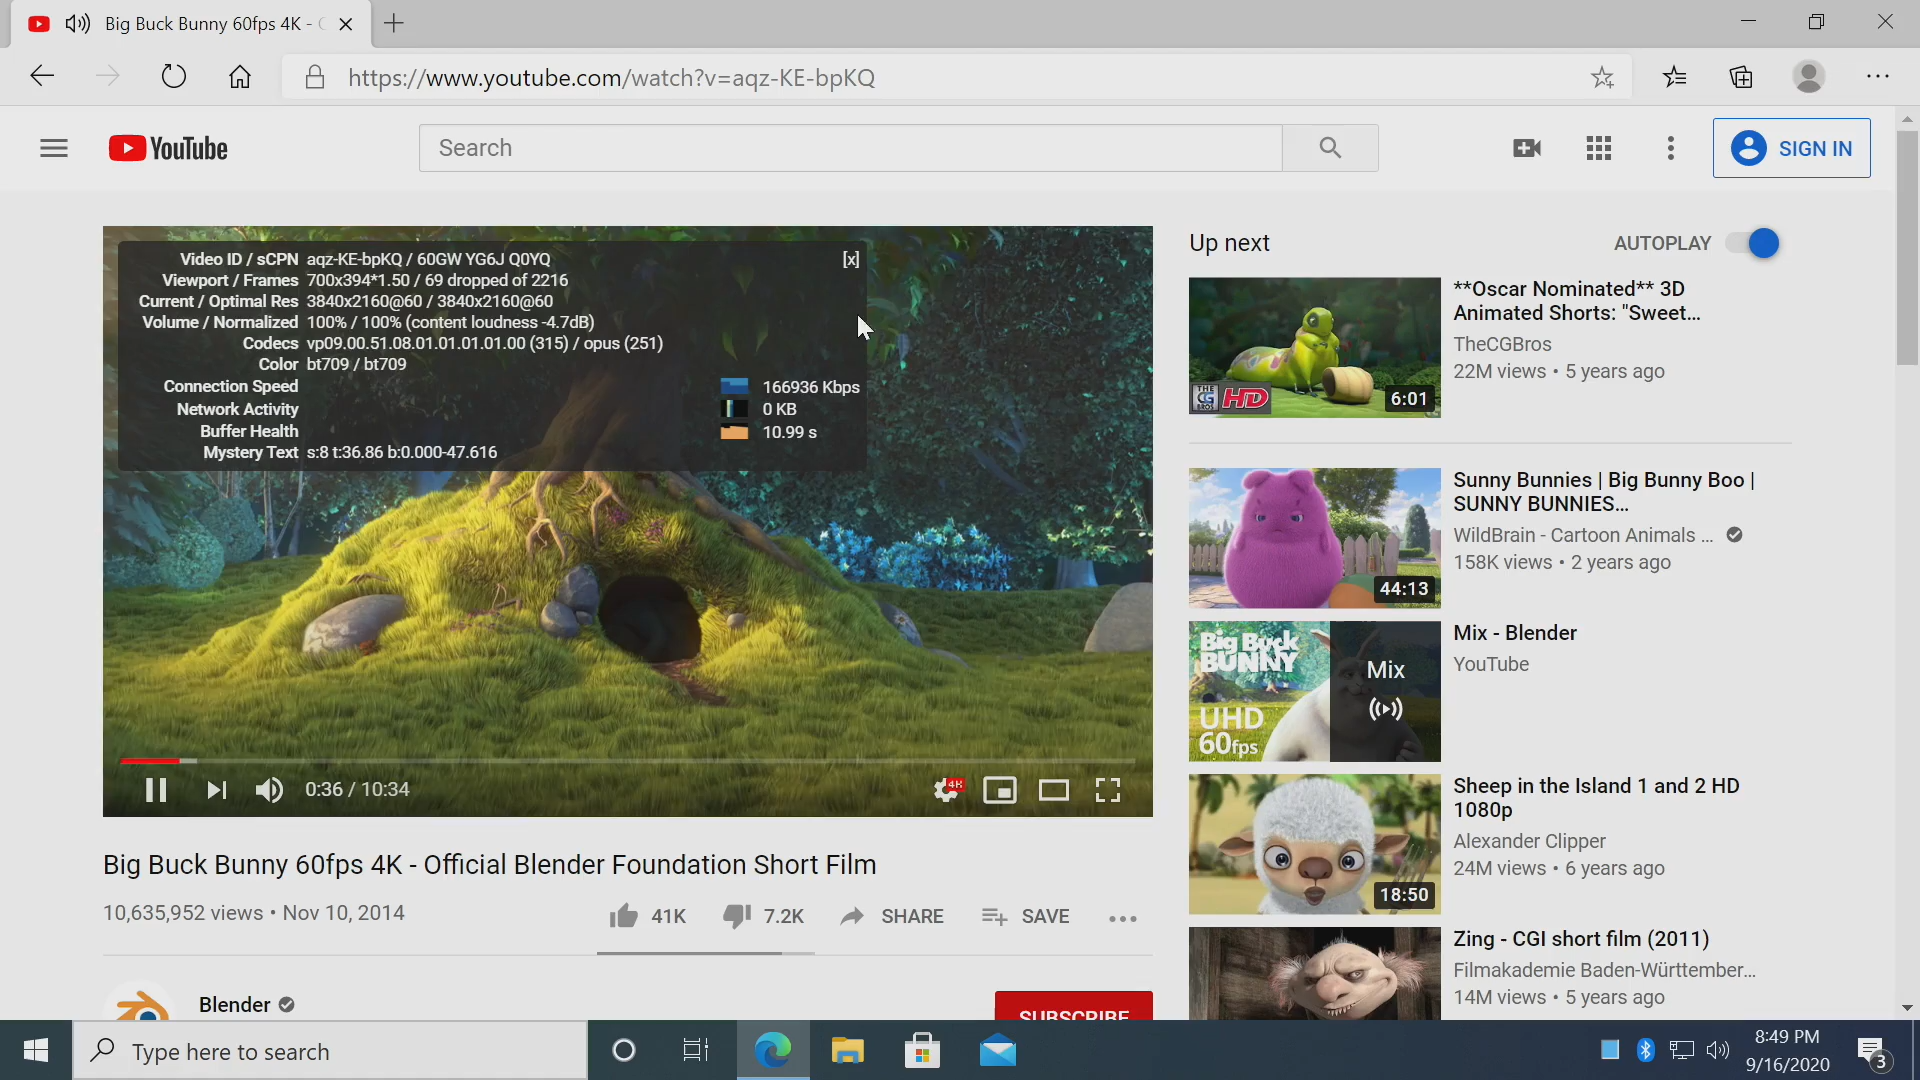 Big Buck Bunny 60fps 4K -
https://www.youtube.com/watch?v=aqz-KE-bpKQ
YouTube
Search
SIGN IN
Video ID / sCPN aqz-KE-bpKQ / 60GW YG6J Q0YQ
[x]
Viewport / Frames 700x394*1.50 / 69 dropped of 2216
Current / Optimal Res 3840x2160@60 / 3840x2160@60
Volume / Normalized 100% / 100% (content loudness -4.7dB)
Codecs vp09.00.51.08.01.01.01.01.00 (315) / opus (251)
Color bt709 / bt709
Connection Speed 166936 Kbps
Network Activity 0 KB
Buffer Health 10.99 s
Mystery Text s:8 t:36.86 b:0.000-47.616
0:36 / 10:34
4K
Big Buck Bunny 60fps 4K - Official Blender Foundation Short Film
10,635,952 views • Nov 10, 2014
41K
7.2K
SHARE
SAVE
Blender
SUBSCRIBE
Up next
AUTOPLAY
THE CG BROS HD
6:01
**Oscar Nominated** 3D
Animated Shorts: "Sweet...
TheCGBros
22M views • 5 years ago
44:13
Sunny Bunnies | Big Bunny Boo |
SUNNY BUNNIES...
WildBrain - Cartoon Animals ...
158K views • 2 years ago
Big Buck
BUNNY
UHD
60fps
Mix
Mix - Blender
YouTube
18:50
Sheep in the Island 1 and 2 HD
1080p
Alexander Clipper
24M views • 6 years ago
Zing - CGI short film (2011)
Filmakademie Baden-Württember...
14M views • 5 years ago
Type here to search
8:49 PM
9/16/2020
3